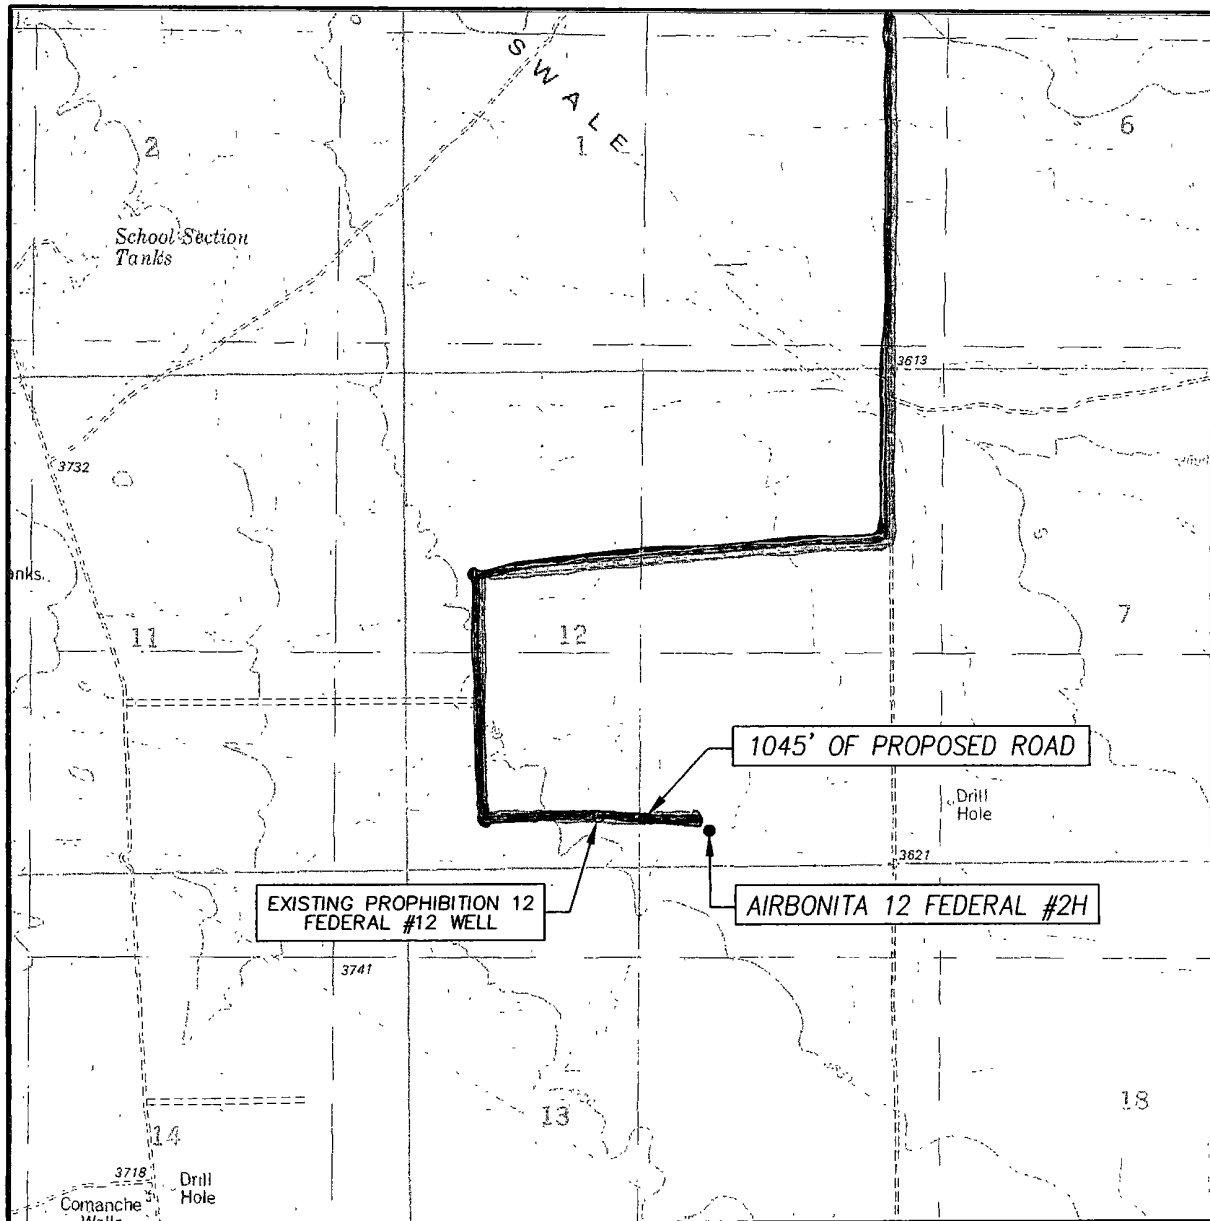 SWALE
2
1
6
School Section
Tanks
3613
3732
anks.
11
12
7
1045' OF PROPOSED ROAD
Drill
Hole
3621
EXISTING PROPHIBITION 12
FEDERAL #12 WELL
AIRBONITA 12 FEDERAL #2H
3741
13
18
14
3718
Drill
Hole
Comanche